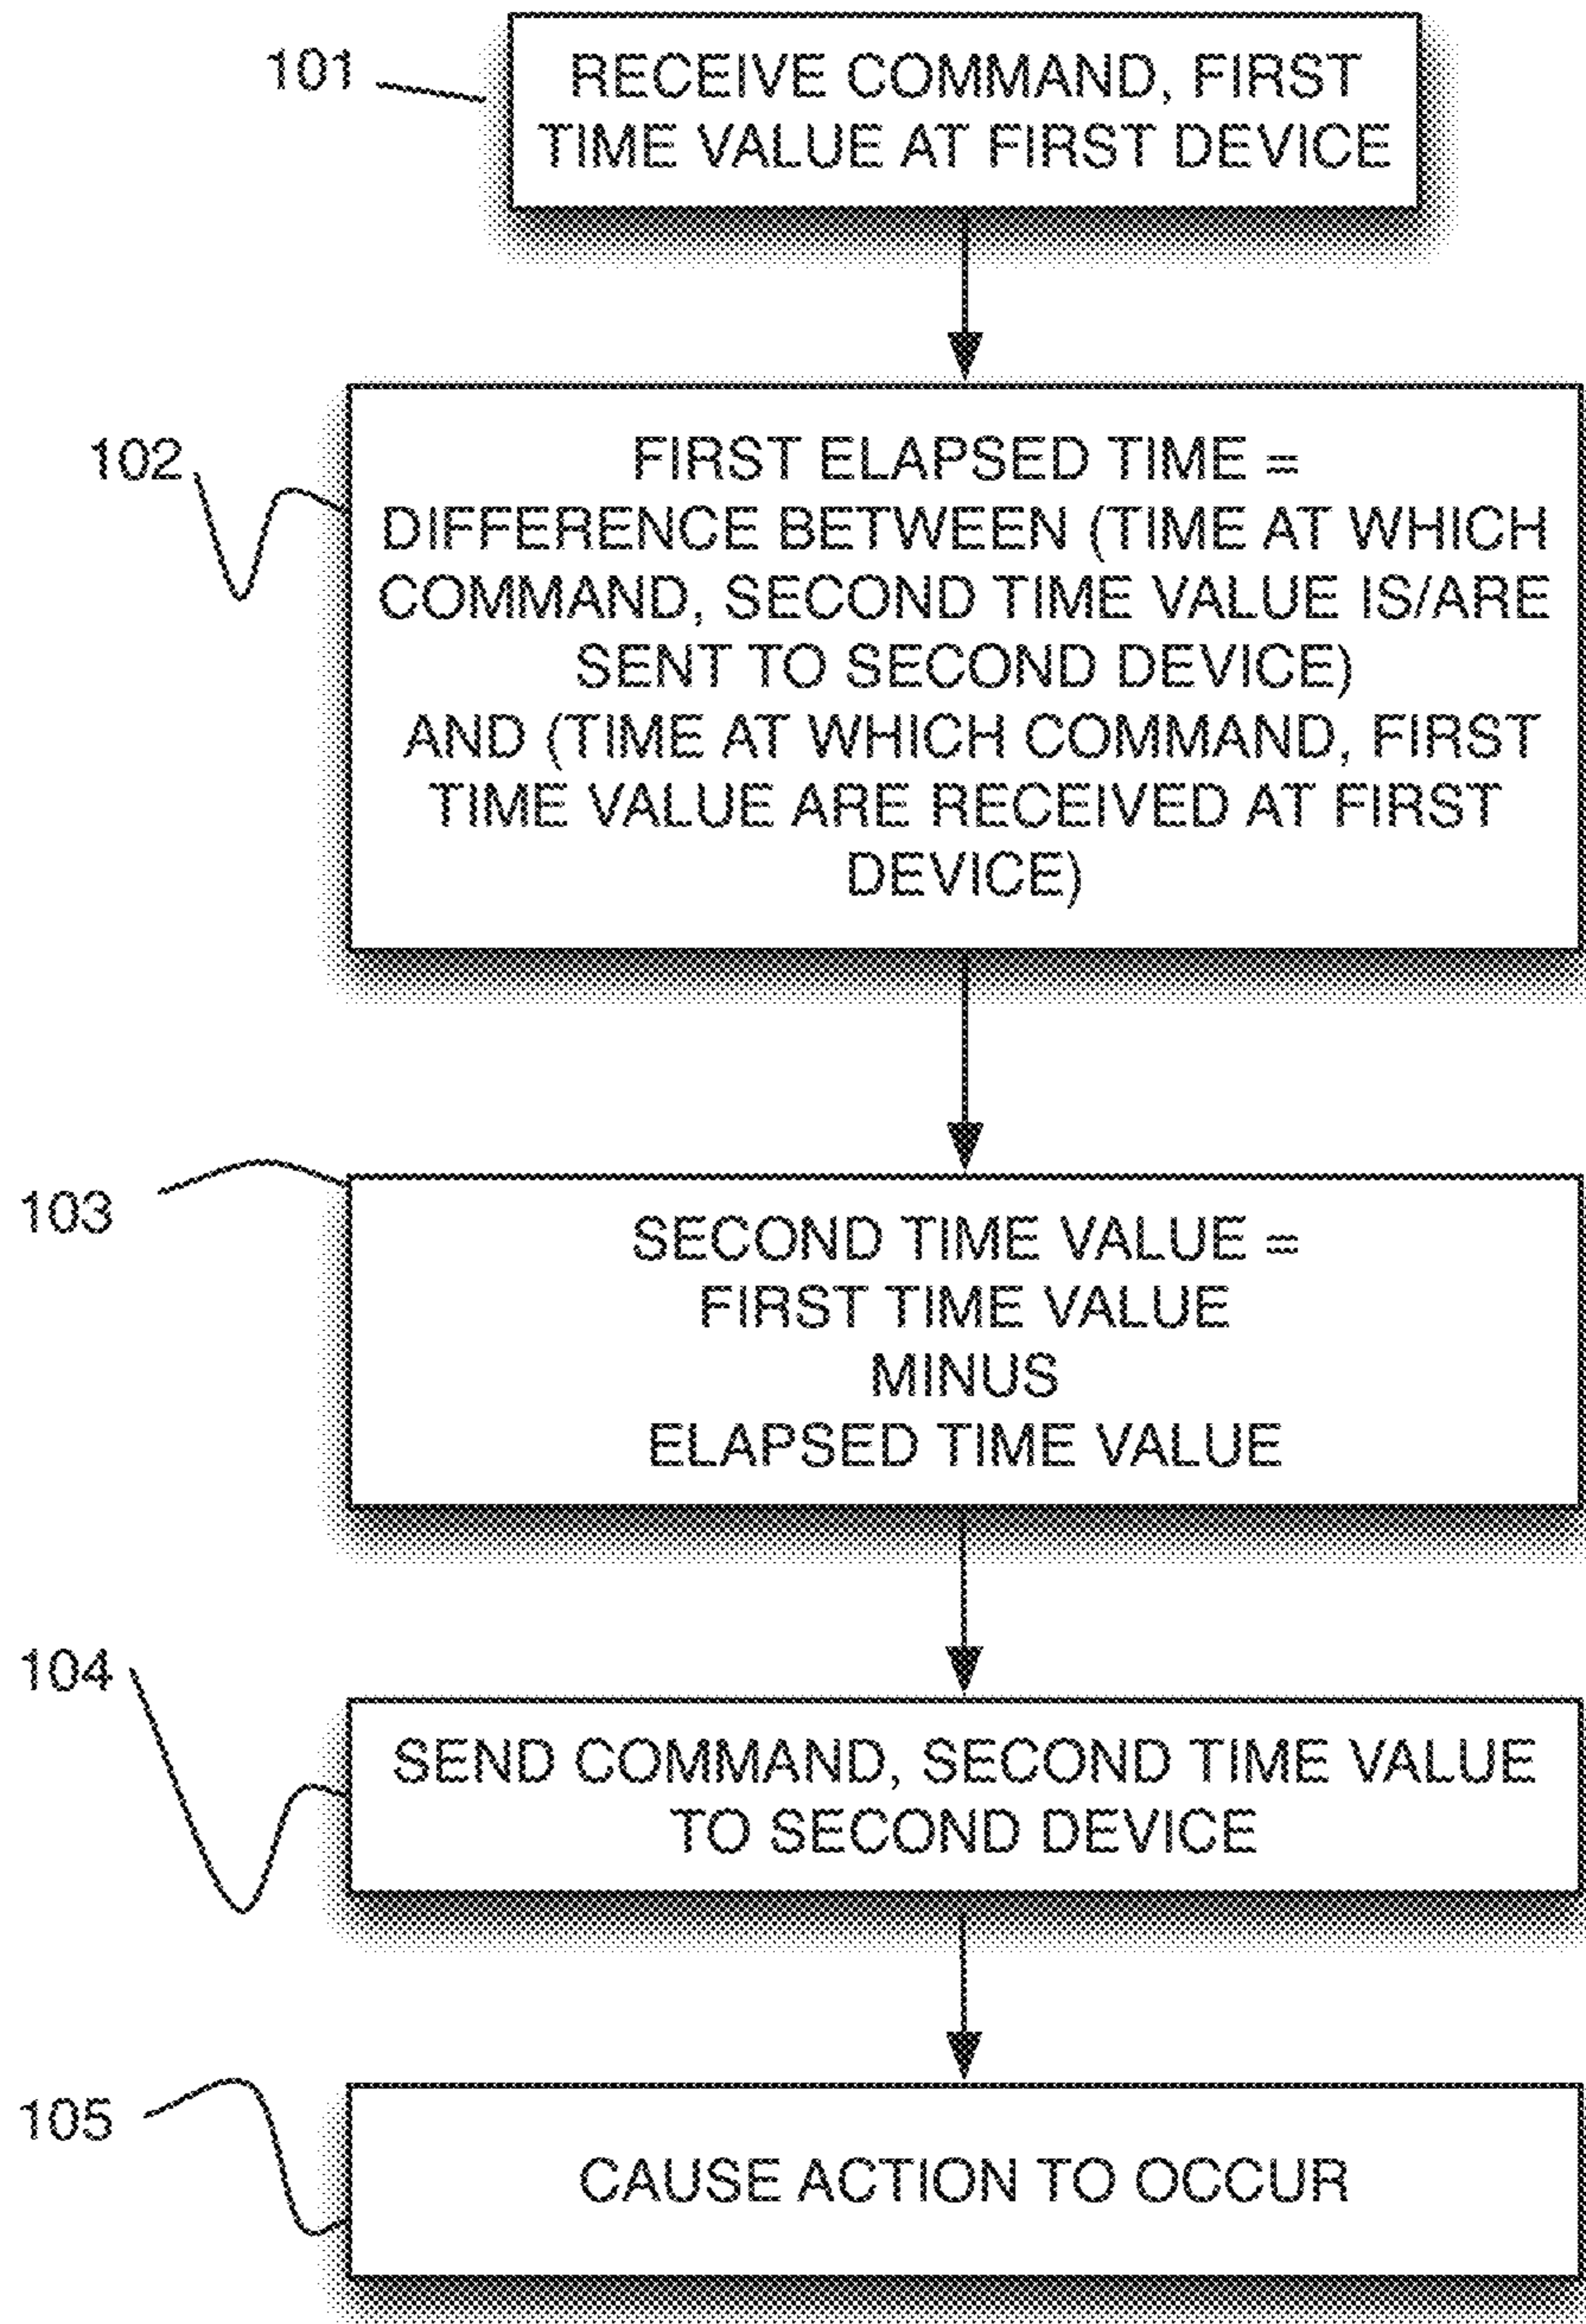 101
RECEIVE COMMAND, FIRST
TIME VALUE AT FIRST DEVICE
102
FIRST ELAPSED TIME =
DIFFERENCE BETWEEN (TIME AT WHICH
COMMAND, SECOND TIME VALUE IS/ARE
SENT TO SECOND DEVICE)
AND (TIME AT WHICH COMMAND, FIRST
TIME VALUE ARE RECEIVED AT FIRST
DEVICE)
103
SECOND TIME VALUE =
FIRST TIME VALUE
MINUS
ELAPSED TIME VALUE
104
SEND COMMAND, SECOND TIME VALUE
TO SECOND DEVICE
105
CAUSE ACTION TO OCCUR